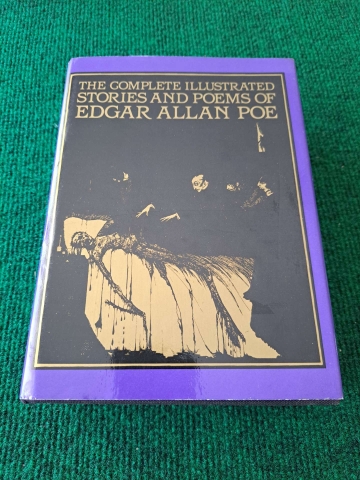 THE COMPLETE ILLUSTRATED
STORIES AND POEMS OF
EDGAR ALLAN POE